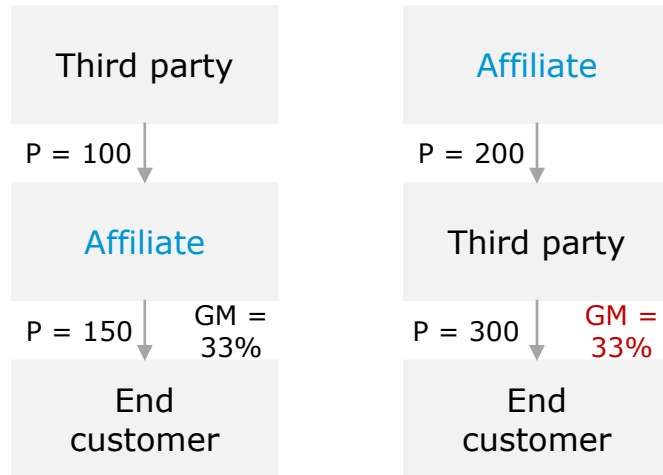 Third party
P = 100
Affiliate
P = 150
GM =
33%
End
customer
Affiliate
P = 200
Third party
P = 300
GM =
33%
End
customer